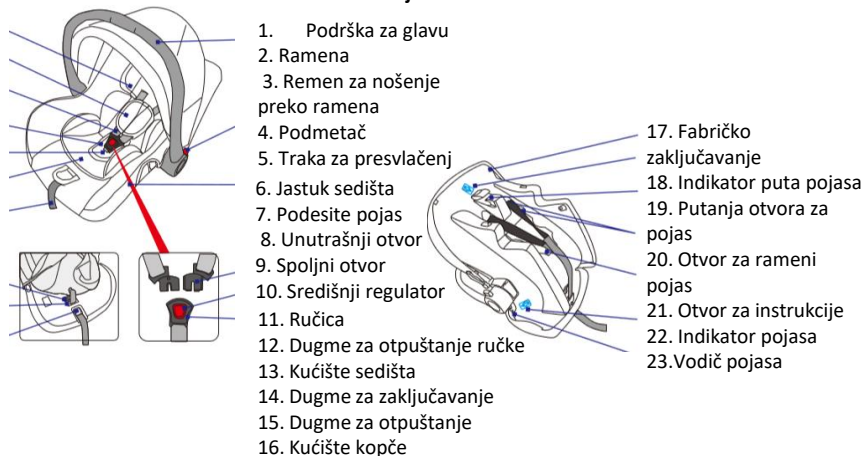 1. Podrška za glavu
2. Ramena
3. Remen za nošenje
preko ramena
4. Podmetač
5. Traka za presvlačenj
6. Jastuk sedišta
7. Podesite pojas
8. Unutrašnji otvor
9. Spoljni otvor
10. Središnji regulator
11. Ručica
12. Dugme za otpuštanje ručke
13. Kućište sedišta
14. Dugme za zaključavanje
15. Dugme za otpuštanje
16. Kućište kopče
17. Fabričko
zaključavanje
18. Indikator puta pojasa
19. Putanja otvora za
pojas
20. Otvor za rameni
pojas
21. Otvor za instrukcije
22. Indikator pojasa
23.Vodič pojasa